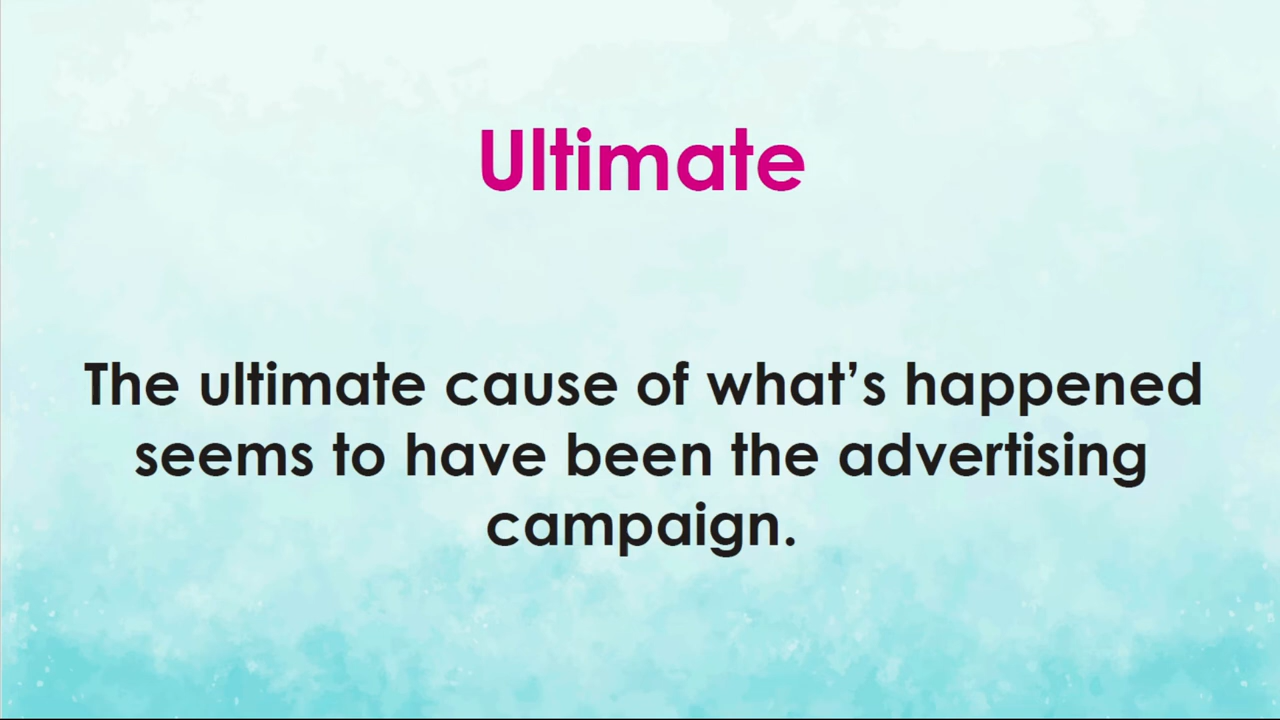 Ultimate
The ultimate cause of what’s happened
seems to have been the advertising
campaign.